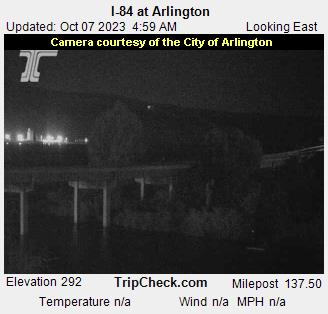 I-84 at Arlington
Updated: Oct 07 2023 4:59 AM Looking East
Camera courtesy of the City of Arlington
Elevation 292 TripCheck.com Milepost 137.50
Temperature n/a Wind n/a MPH n/a